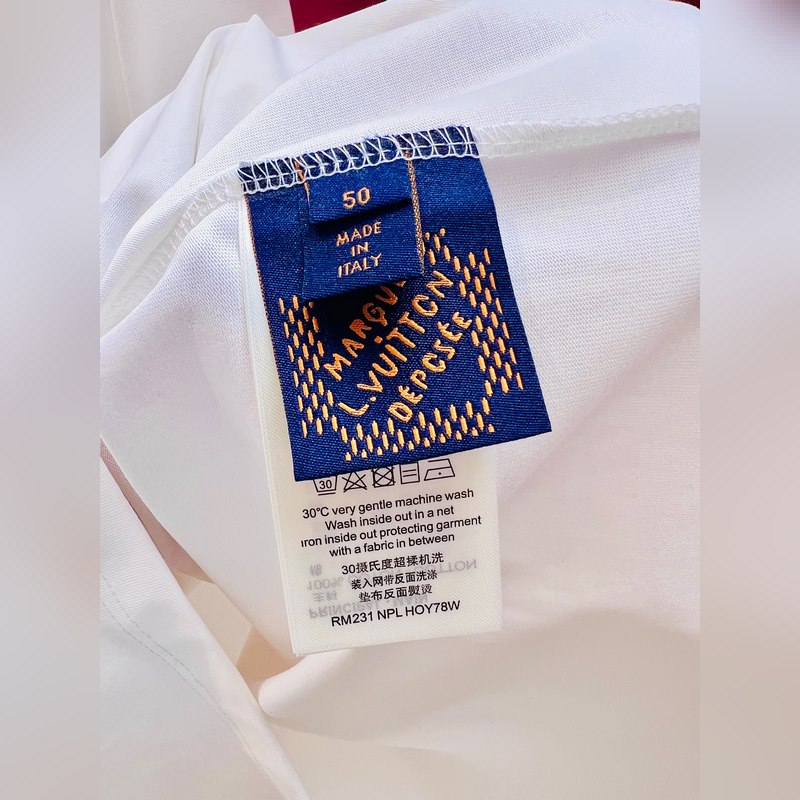 50
MADE
IN
ITALY
L.VUITTON
DÉPOSÉE
30
30℃ very gentle machine wash
Wash inside out in a net
iron inside out protecting garment
with a fabric in between
30摄氏度超揉机洗
装入网带反面洗涤
垫布反面熨烫
RM231 NPL HOY78W